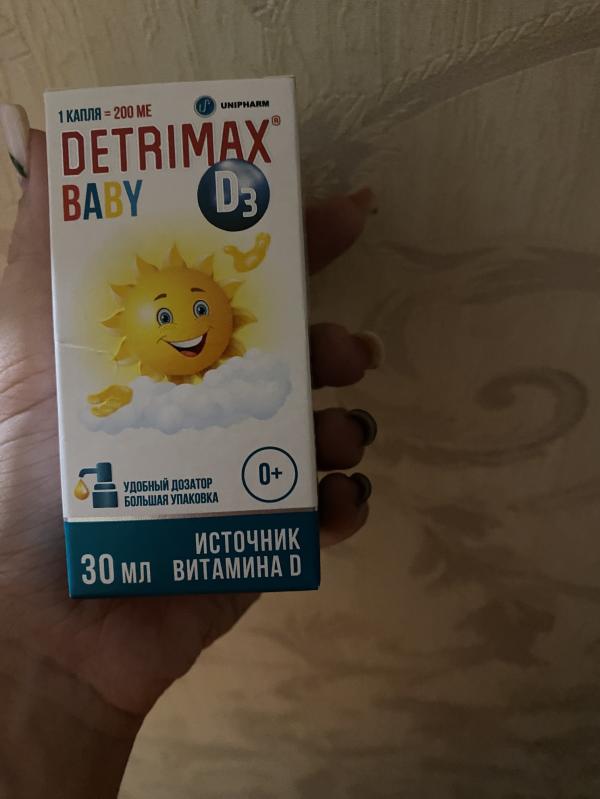 1 КАПЛЯ = 200 МЕ
UNIPHARM
DETRIMAX®
BABY
D3
0+
УДОБНЫЙ ДОЗАТОР
БОЛЬШАЯ УПАКОВКА
30 МЛ
ИСТОЧНИК
ВИТАМИНА D